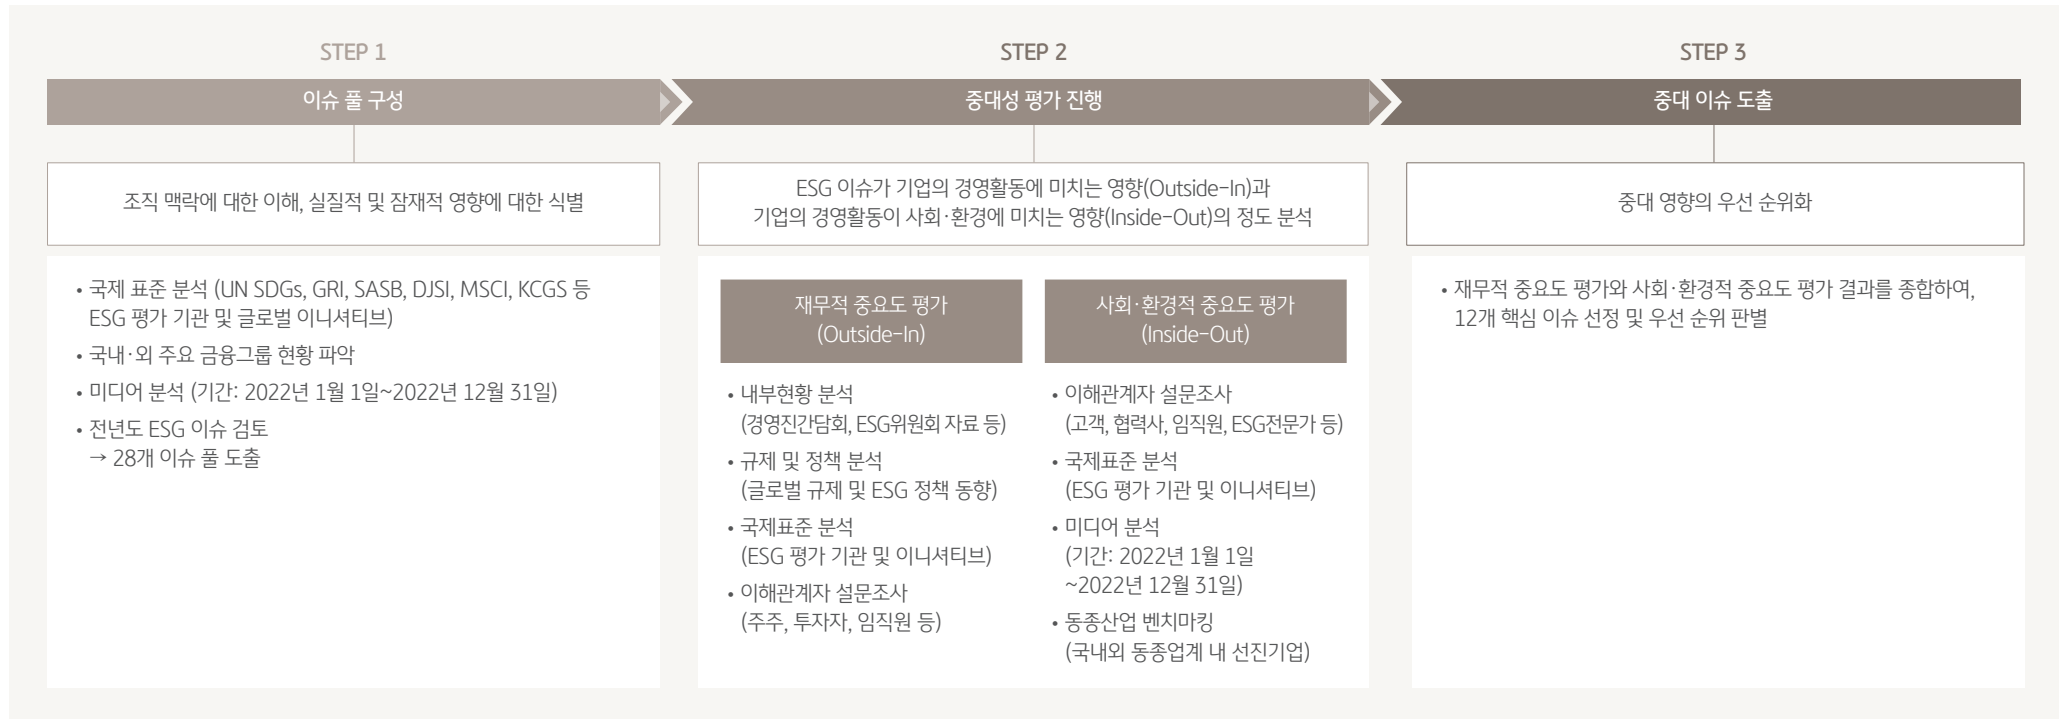 STEP 1
이슈 풀 구성
조직 맥락에 대한 이해, 실질적 및 잠재적 영향에 대한 식별
• 국제 표준 분석 (UN SDGs, GRI, SASB, DJSI, MSCI, KCGS 등
ESG 평가 기관 및 글로벌 이니셔티브)
• 국내·외 주요 금융그룹 현황 파악
• 미디어 분석 (기간: 2022년 1월 1일~2022년 12월 31일)
• 전년도 ESG 이슈 검토
→ 28개 이슈 풀 도출
STEP 2
중대성 평가 진행
ESG 이슈가 기업의 경영활동에 미치는 영향(Outside-In)과
기업의 경영활동이 사회·환경에 미치는 영향(Inside-Out)의 정도 분석
재무적 중요도 평가
(Outside-In)
• 내부현황 분석
(경영진간담회, ESG위원회 자료 등)
• 규제 및 정책 분석
(글로벌 규제 및 ESG 정책 동향)
• 국제표준 분석
(ESG 평가 기관 및 이니셔티브)
• 이해관계자 설문조사
(주주, 투자자, 임직원 등)
사회·환경적 중요도 평가
(Inside-Out)
• 이해관계자 설문조사
(고객, 협력사, 임직원, ESG전문가 등)
• 국제표준 분석
(ESG 평가 기관 및 이니셔티브)
• 미디어 분석
(기간: 2022년 1월 1일
~2022년 12월 31일)
• 동종산업 벤치마킹
(국내외 동종업계 내 선진기업)
STEP 3
중대 이슈 도출
중대 영향의 우선 순위화
• 재무적 중요도 평가와 사회·환경적 중요도 평가 결과를 종합하여,
12개 핵심 이슈 선정 및 우선 순위 판별